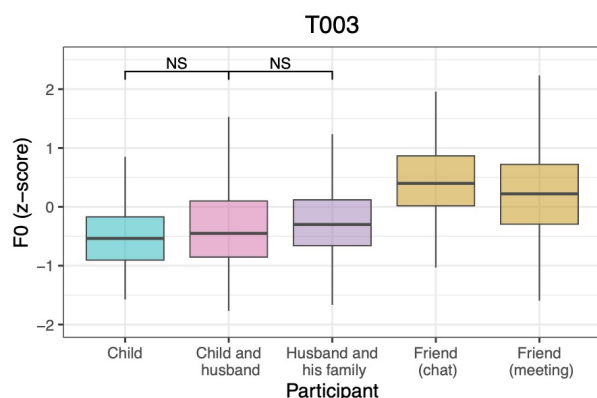 T003
NS NS
F0 (z−score)
2
1
0
−1
−2
Child
Child and
husband
Husband and
his family
Friend
(chat)
Friend
(meeting)
Participant